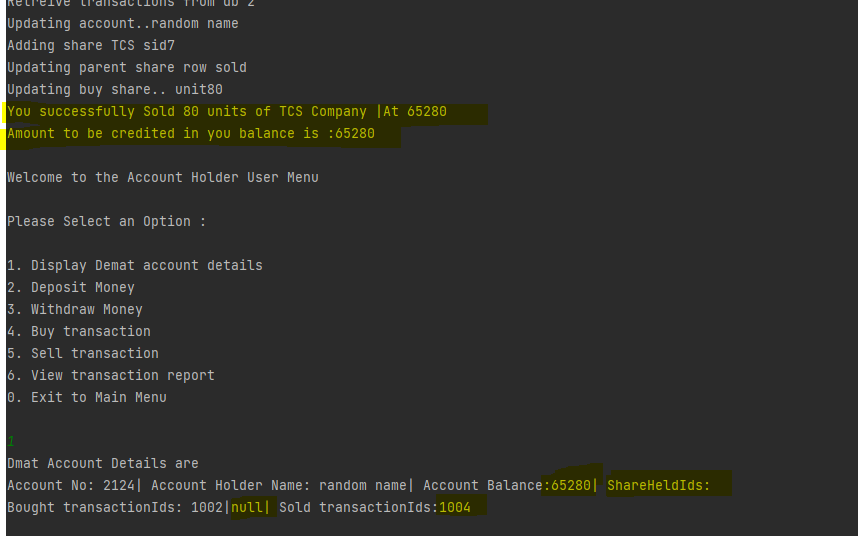 Retreive transactions from db 2
Updating account..random name
Adding share TCS sid7
Updating parent share row sold
Updating buy share.. unit80
You successfully Sold 80 units of TCS Company |At 65280
Amount to be credited in you balance is :65280
Welcome to the Account Holder User Menu
Please Select an Option :
1. Display Demat account details
2. Deposit Money
3. Withdraw Money
4. Buy transaction
5. Sell transaction
6. View transaction report
0. Exit to Main Menu
1
Dmat Account Details are
Account No: 2124| Account Holder Name: random name| Account Balance:65280| ShareHeldIds:
Bought transactionIds: 1002|null| Sold transactionIds:1004